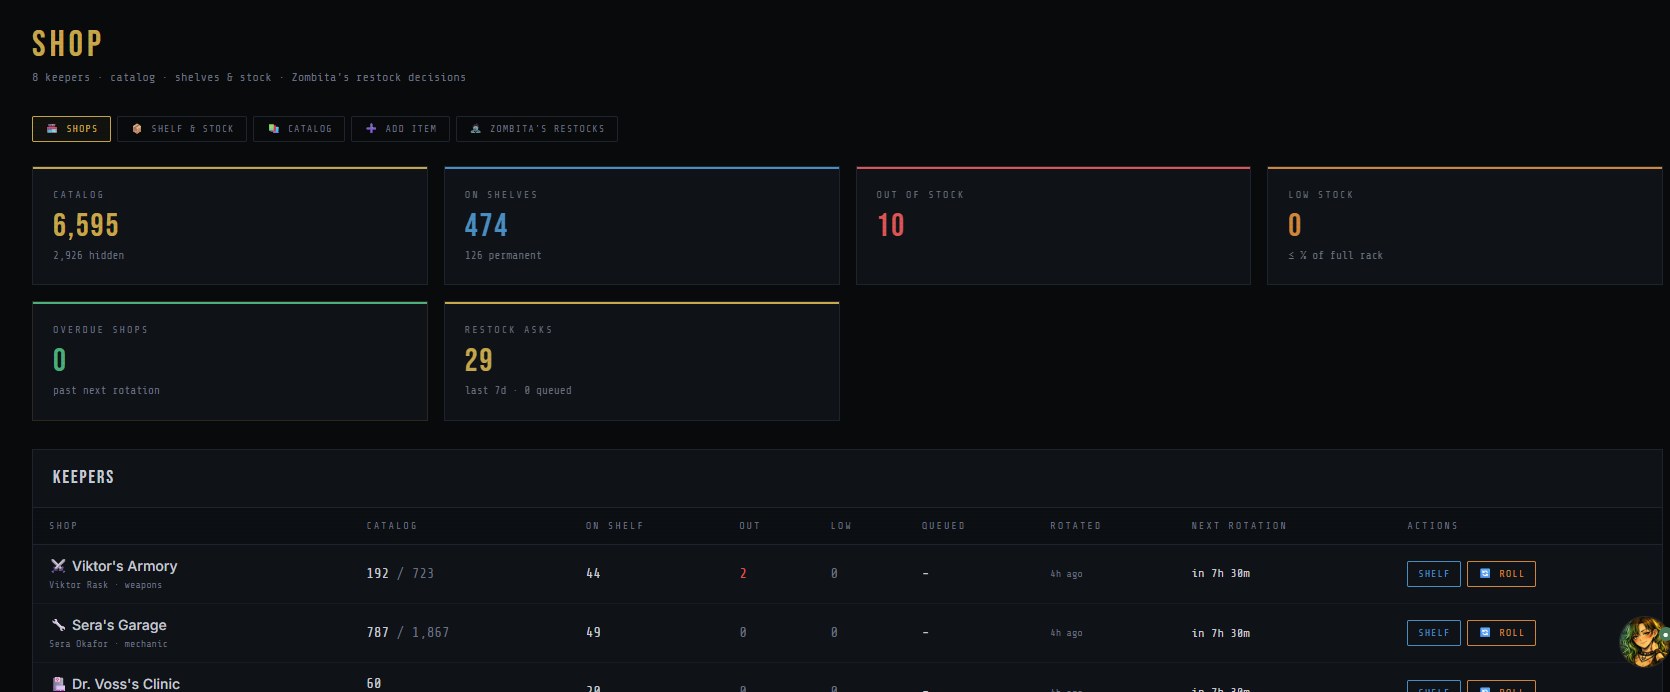 SHOP
8 keepers · catalog · shelves & stock · Zombita's restock decisions
SHOPS
SHELF & STOCK
CATALOG
ADD ITEM
ZOMBITA'S RESTOCKS
CATALOG
6,595
2,926 hidden
ON SHELVES
474
126 permanent
OUT OF STOCK
10
LOW STOCK
0
of full rack
OVERDUE SHOPS
0
past next rotation
RESTOCK ASKS
29
last 7d · 0 queued
KEEPERS
SHOP CATALOG ON SHELF OUT LOW QUEUED ROTATED NEXT ROTATION ACTIONS
Viktor's Armory
Viktor Rask · weapons
192 / 723 44 2 0 – 4h ago in 7h 30m SHELF ROLL
Sera's Garage
Sera Okafor · mechanic
787 / 1,867 49 0 0 – 4h ago in 7h 30m SHELF ROLL
Dr. Voss's Clinic
60